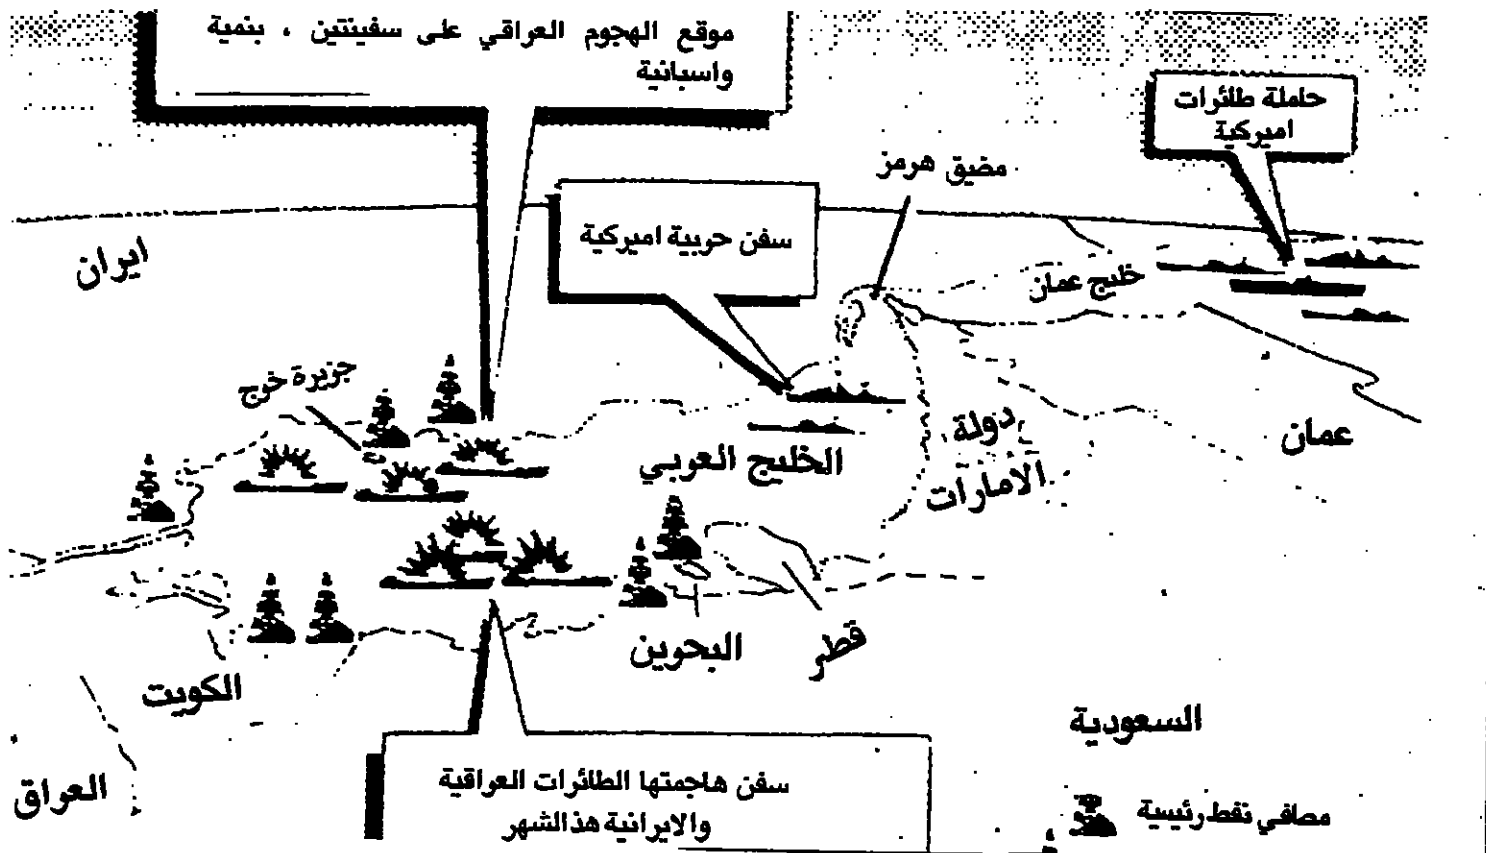 موقع الهجوم العراقي على سفينتين ، بنمية
واسبانية
حاملة طائرات
اميركية
مضيق هرمز
سفن حربية اميركية
ايران
خليج عمان
جزيرة خرج
الخليج العربي
دولة
الامارات
عمان
البحرين
قطر
الكويت
السعودية
العراق
سفن هاجمتها الطائرات العراقية
والايرانية هذالشهر
مصافي نفط رئيسية